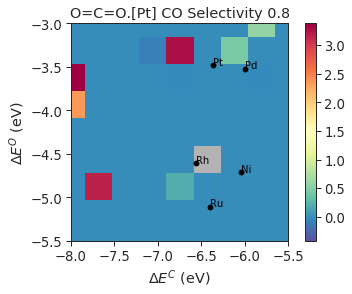 O=C=O.[Pt] CO Selectivity 0.8
−3.0
−3.5
−4.0
−4.5
−5.0
−5.5
ΔE^O (eV)
Pt
Pd
Rh
Ni
Ru
−8.0 −7.5 −7.0 −6.5 −6.0 −5.5
ΔE^C (eV)
3.0
2.5
2.0
1.5
1.0
0.5
0.0